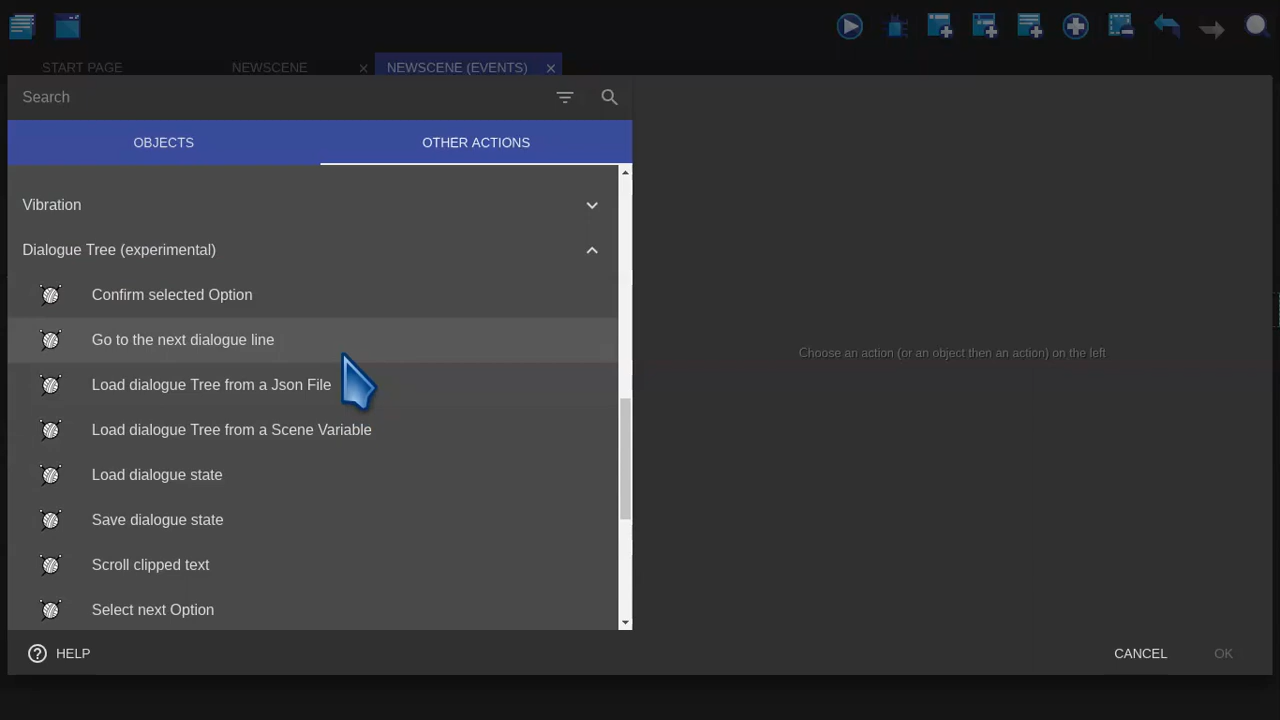 START PAGE
NEWSCENE
NEWSCENE (EVENTS)
Search
OBJECTS
OTHER ACTIONS
Vibration
Dialogue Tree (experimental)
Confirm selected Option
Go to the next dialogue line
Load dialogue Tree from a Json File
Load dialogue Tree from a Scene Variable
Load dialogue state
Save dialogue state
Scroll clipped text
Select next Option
Choose an action (or an object then an action) on the left
HELP
CANCEL
OK